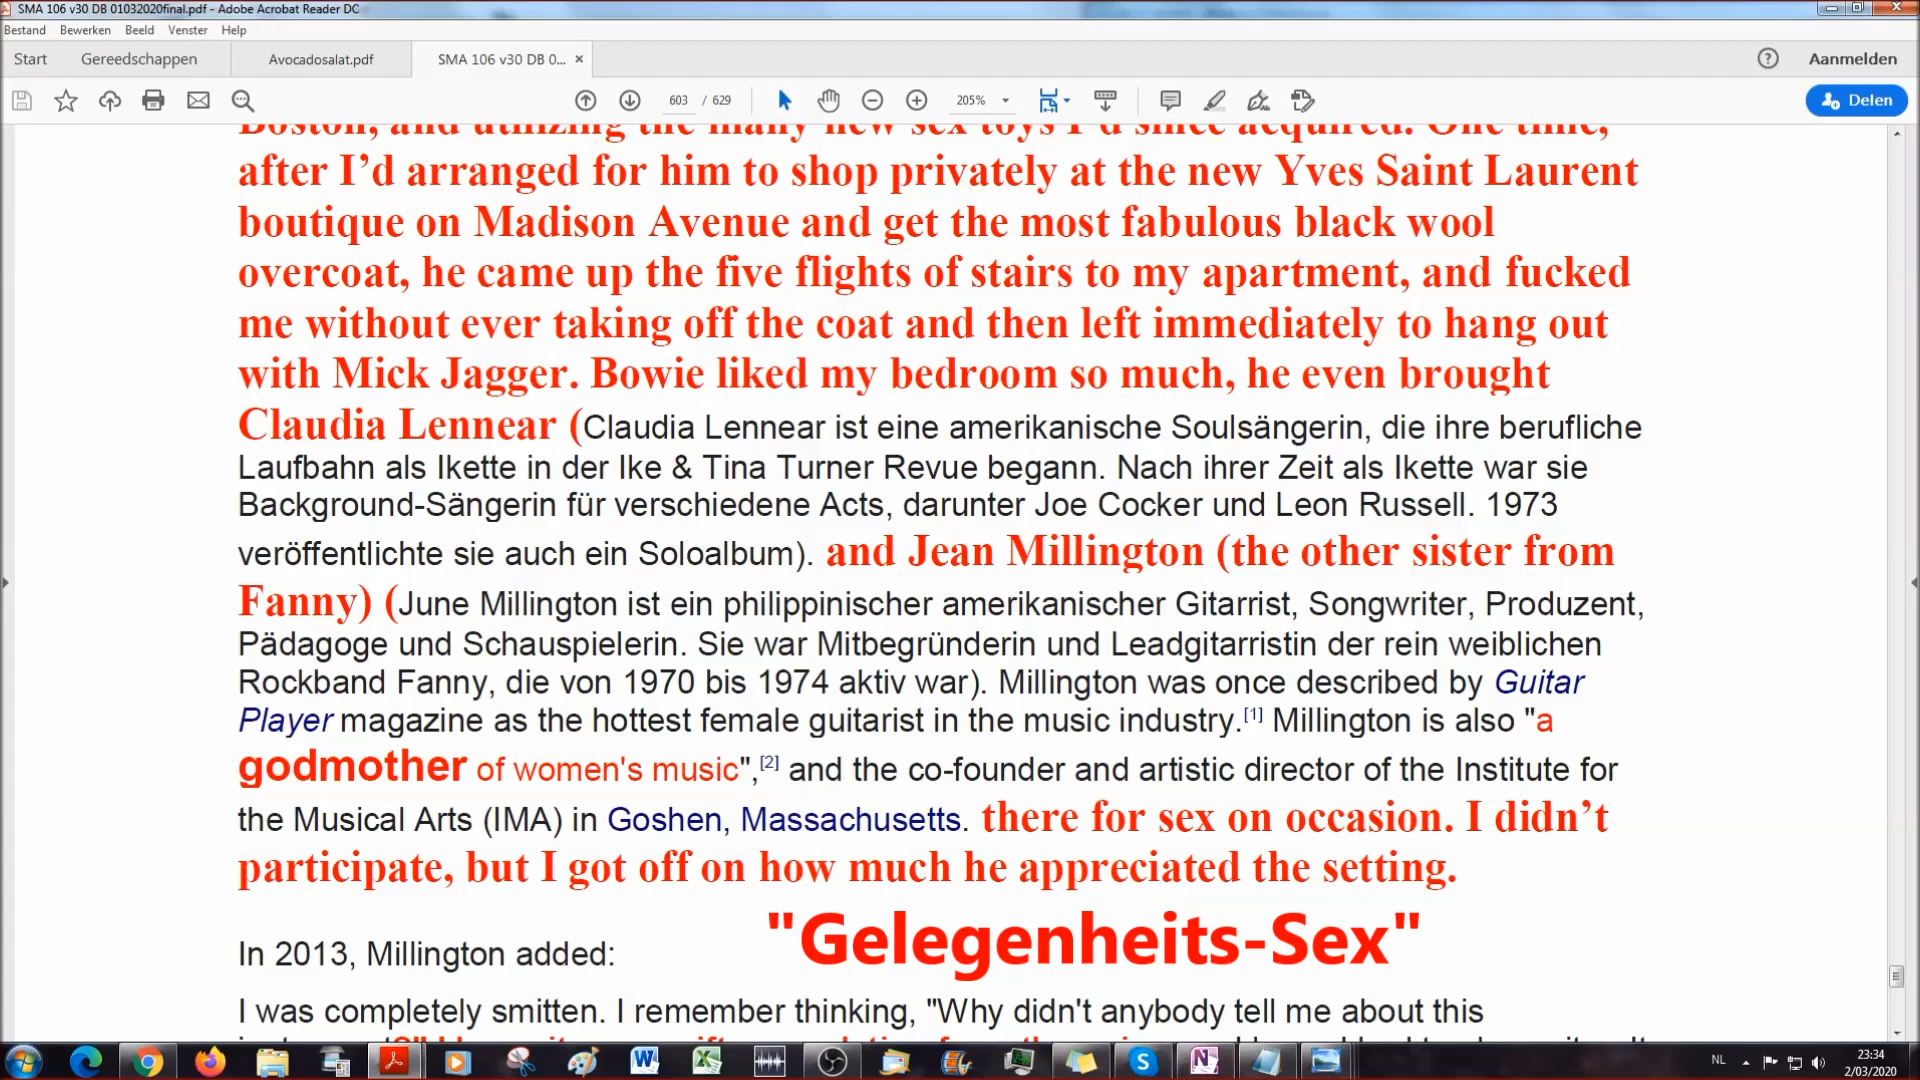 SMA 106 v30 DB 01032020final.pdf - Adobe Acrobat Reader DC
Bestand Bewerken Beeld Venster Help
Start Gereedschappen Avocadosalat.pdf SMA 106 v30 DB 0... × Aanmelden
603 / 629 205% Delen
Boston, and utilizing the many new sex toys I'd since acquired. One time,
after I’d arranged for him to shop privately at the new Yves Saint Laurent
boutique on Madison Avenue and get the most fabulous black wool
overcoat, he came up the five flights of stairs to my apartment, and fucked
me without ever taking off the coat and then left immediately to hang out
with Mick Jagger. Bowie liked my bedroom so much, he even brought
Claudia Lennear (Claudia Lennear ist eine amerikanische Soulsängerin, die ihre berufliche
Laufbahn als Ikette in der Ike & Tina Turner Revue begann. Nach ihrer Zeit als Ikette war sie
Background-Sängerin für verschiedene Acts, darunter Joe Cocker und Leon Russell. 1973
veröffentlichte sie auch ein Soloalbum). and Jean Millington (the other sister from
Fanny) (June Millington ist ein philippinischer amerikanischer Gitarrist, Songwriter, Produzent,
Pädagoge und Schauspielerin. Sie war Mitbegründerin und Leadgitarristin der rein weiblichen
Rockband Fanny, die von 1970 bis 1974 aktiv war). Millington was once described by Guitar
Player magazine as the hottest female guitarist in the music industry.[1] Millington is also "a
godmother of women's music",[2] and the co-founder and artistic director of the Institute for
the Musical Arts (IMA) in Goshen, Massachusetts. there for sex on occasion. I didn’t
participate, but I got off on how much he appreciated the setting.
"Gelegenheits-Sex"
In 2013, Millington added:
I was completely smitten. I remember thinking, "Why didn't anybody tell me about this
NL 23:34
2/03/2020